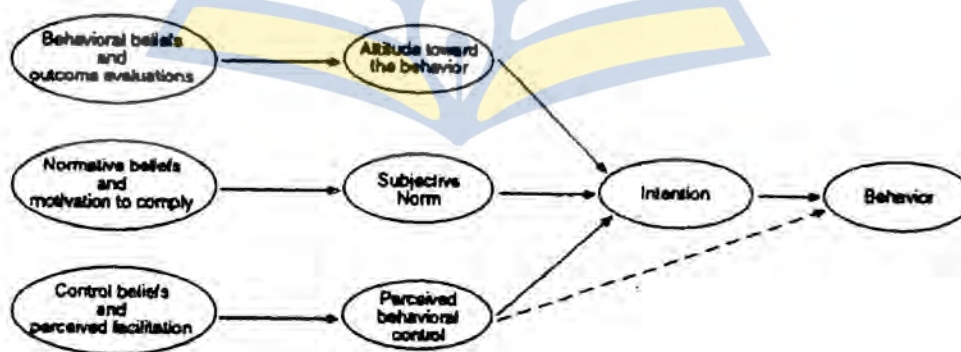 Behavioral beliefs
and
outcome evaluations
Attitude toward
the behavior
Normative beliefs
and
motivation to comply
Subjective
Norm
Intention
Behavior
Control beliefs
and
perceived facilitation
Perceived
behavioral
control